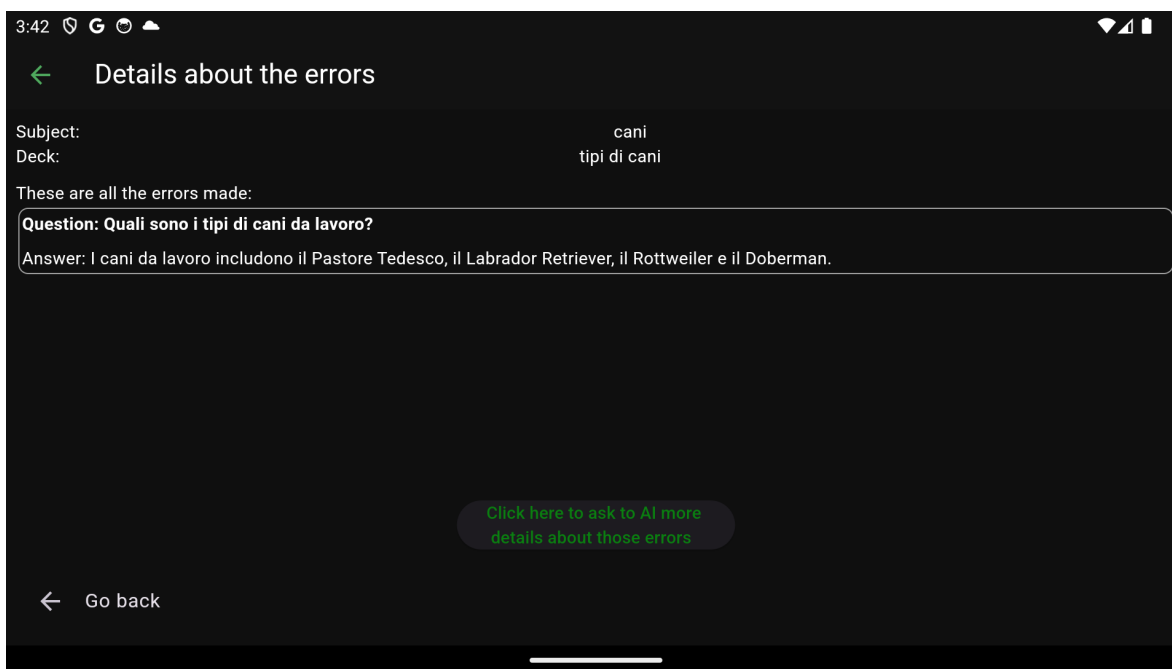 3:42
Details about the errors
Subject: cani
Deck: tipi di cani
These are all the errors made:
Question: Quali sono i tipi di cani da lavoro?
Answer: I cani da lavoro includono il Pastore Tedesco, il Labrador Retriever, il Rottweiler e il Doberman.
Click here to ask to AI more
details about those errors
Go back